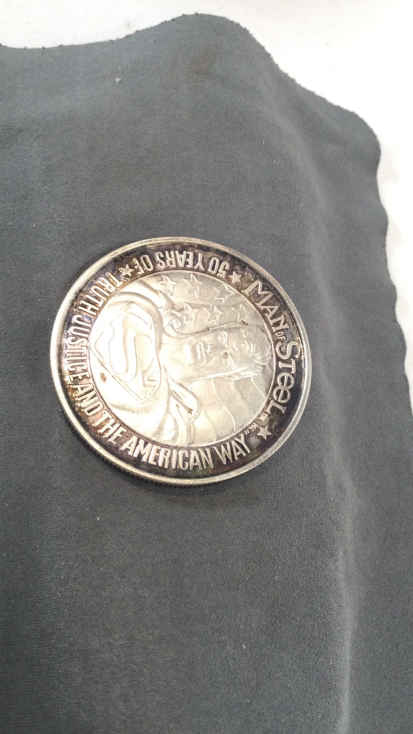 MAN OF STEEL
50 YEARS OF
TRUTH JUSTICE AND THE AMERICAN WAY
S